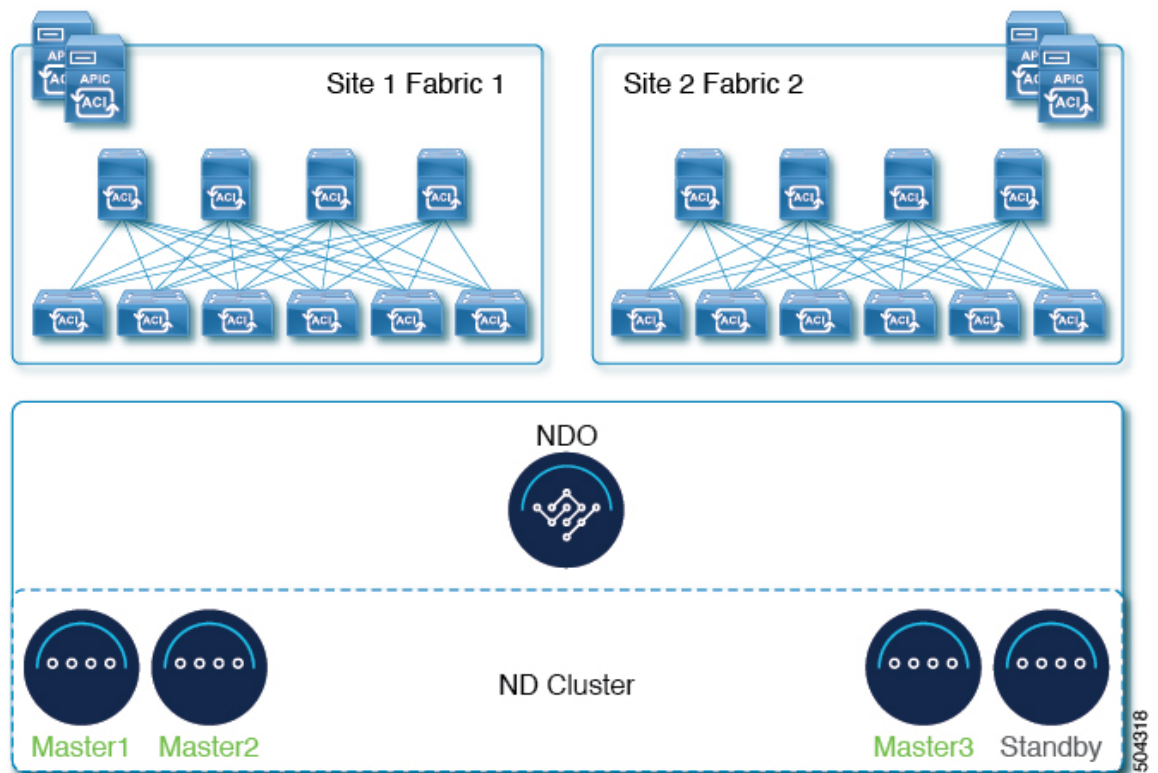 APIC
ACI
Site 1 Fabric 1
Site 2 Fabric 2
AP
APIC
ACI
ACI ACI ACI ACI
ACI ACI ACI ACI
ACI ACI ACI ACI ACI ACI
ACI ACI ACI ACI ACI ACI
NDO
ND Cluster
Master1 Master2
Master3 Standby
504318